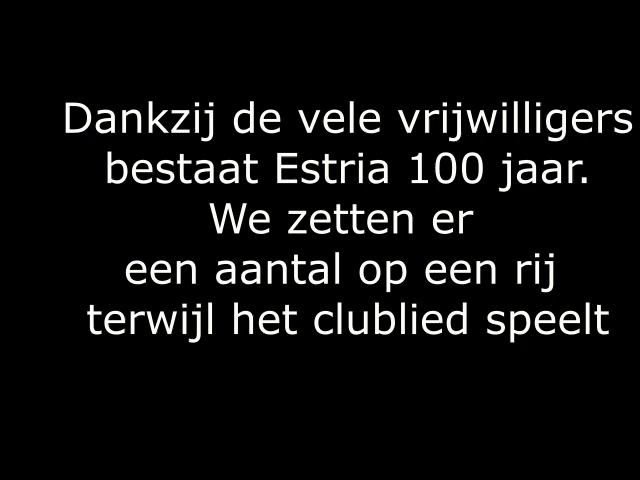 Dankzij de vele vrijwilligers
bestaat Estria 100 jaar.
We zetten er
een aantal op een rij
terwijl het clublied speelt